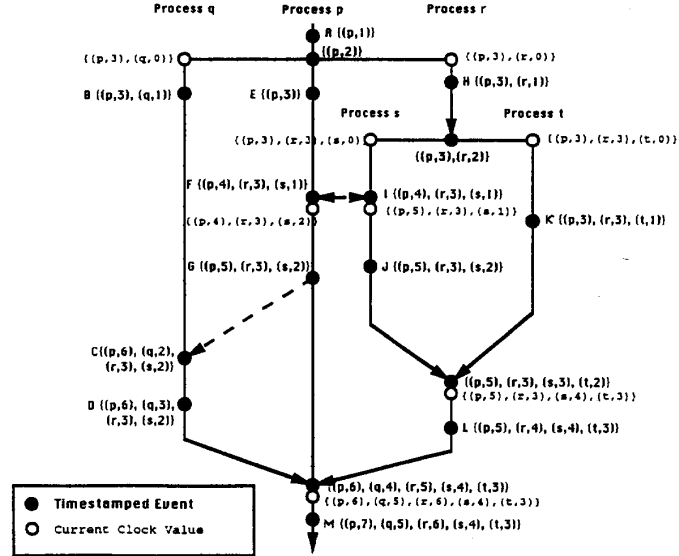 Process q Process p Process r
A {(p,1)}
{(p,2)}
{(p,3),(q,0)}
{(p,3),(r,0)}
H {(p,3), (r,1)}
B {(p,3), (q,1)}
E {(p,3)}
Process s Process t
{(p,3),(r,3),(s,0)}
{(p,3),(r,2)}
{(p,3),(r,3),(t,0)}
F {(p,4), (r,3), (s,1)}
I {(p,4), (r,3), (s,1)}
{(p,4),(r,3),(s,2)}
{(p,5),(r,3),(s,1)}
K {(p,3), (r,3), (t,1)}
G {(p,5), (r,3), (s,2)}
J {(p,5), (r,3), (s,2)}
C{(p,6), (q,2),
(r,3), (s,2)}
{(p,5), (r,3), (s,3), (t,2)}
{(p,5),(r,3),(s,4),(t,3)}
D {(p,6), (q,3),
(r,3), (s,2)}
L {(p,5), (r,4), (s,4), (t,3)}
{(p,6), (q,4), (r,5), (s,4), (t,3)}
{(p,6),(q,5),(r,6),(s,4),(t,3)}
M {(p,7), (q,5), (r,6), (s,4), (t,3)}
Timestamped Event
Current Clock Value